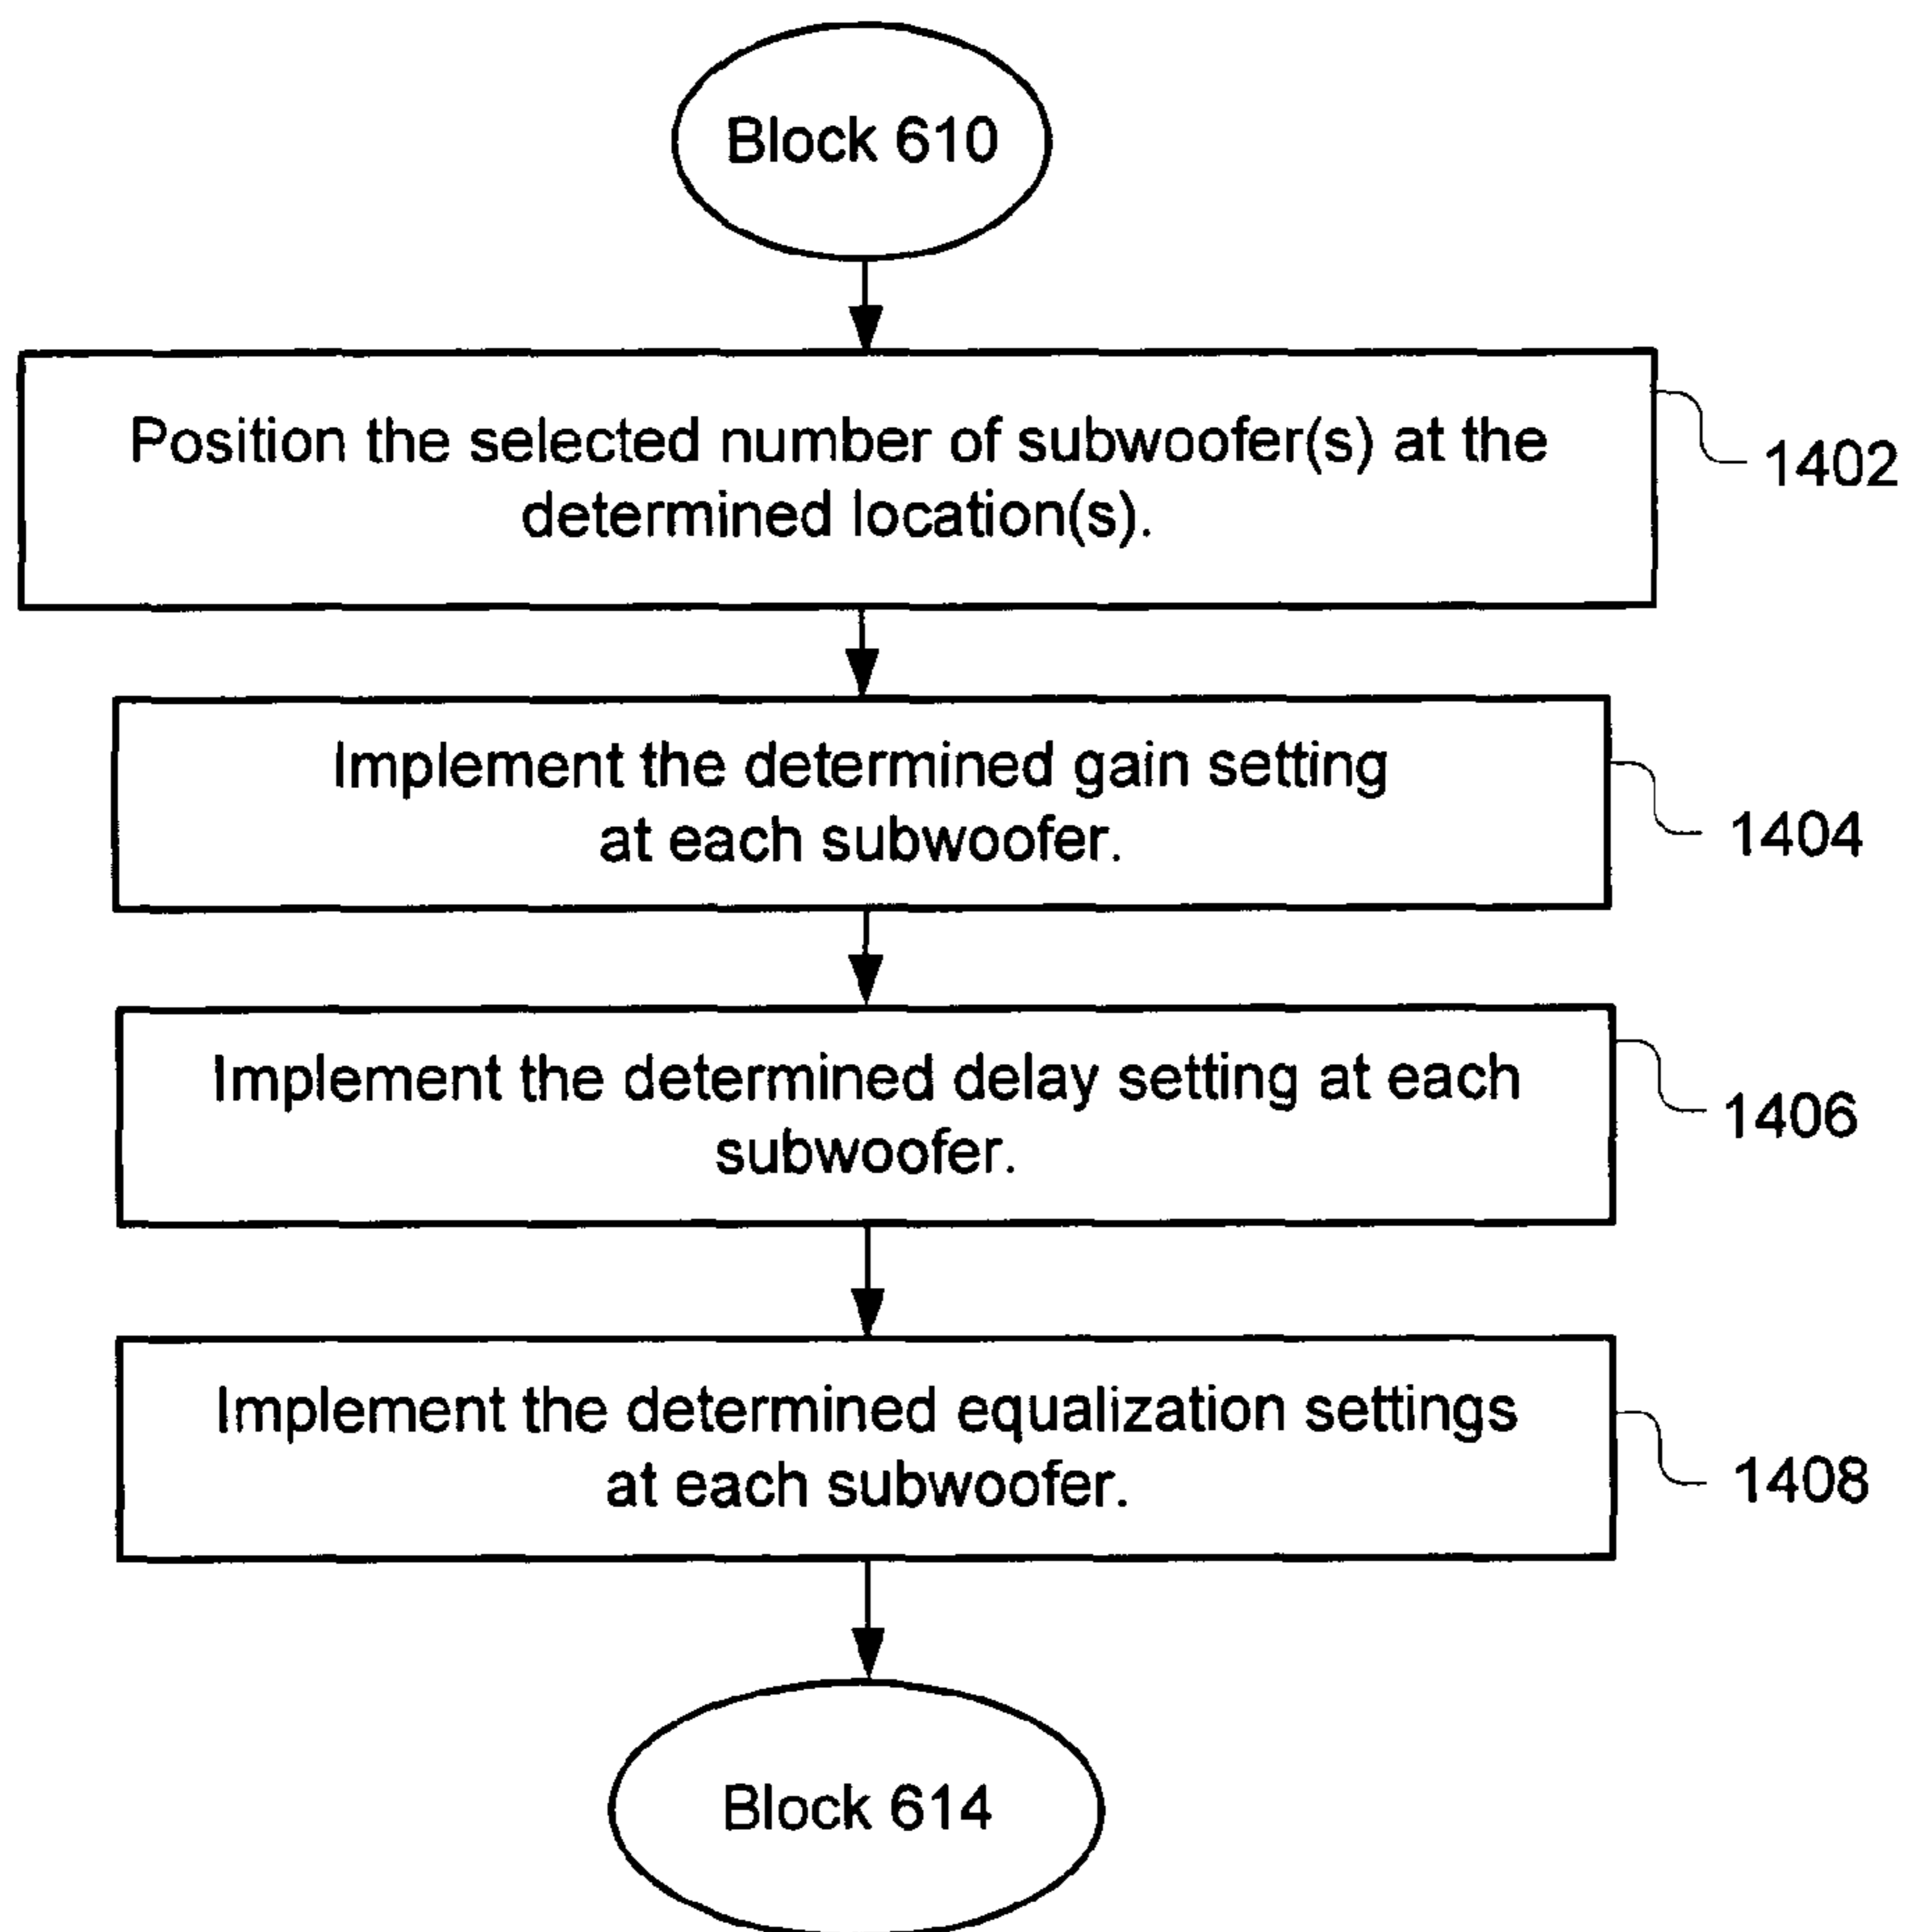 Block 610
Position the selected number of subwoofer(s) at the
determined location(s).
1402
Implement the determined gain setting
at each subwoofer.
1404
Implement the determined delay setting at each
subwoofer.
1406
Implement the determined equalization settings
at each subwoofer.
1408
Block 614